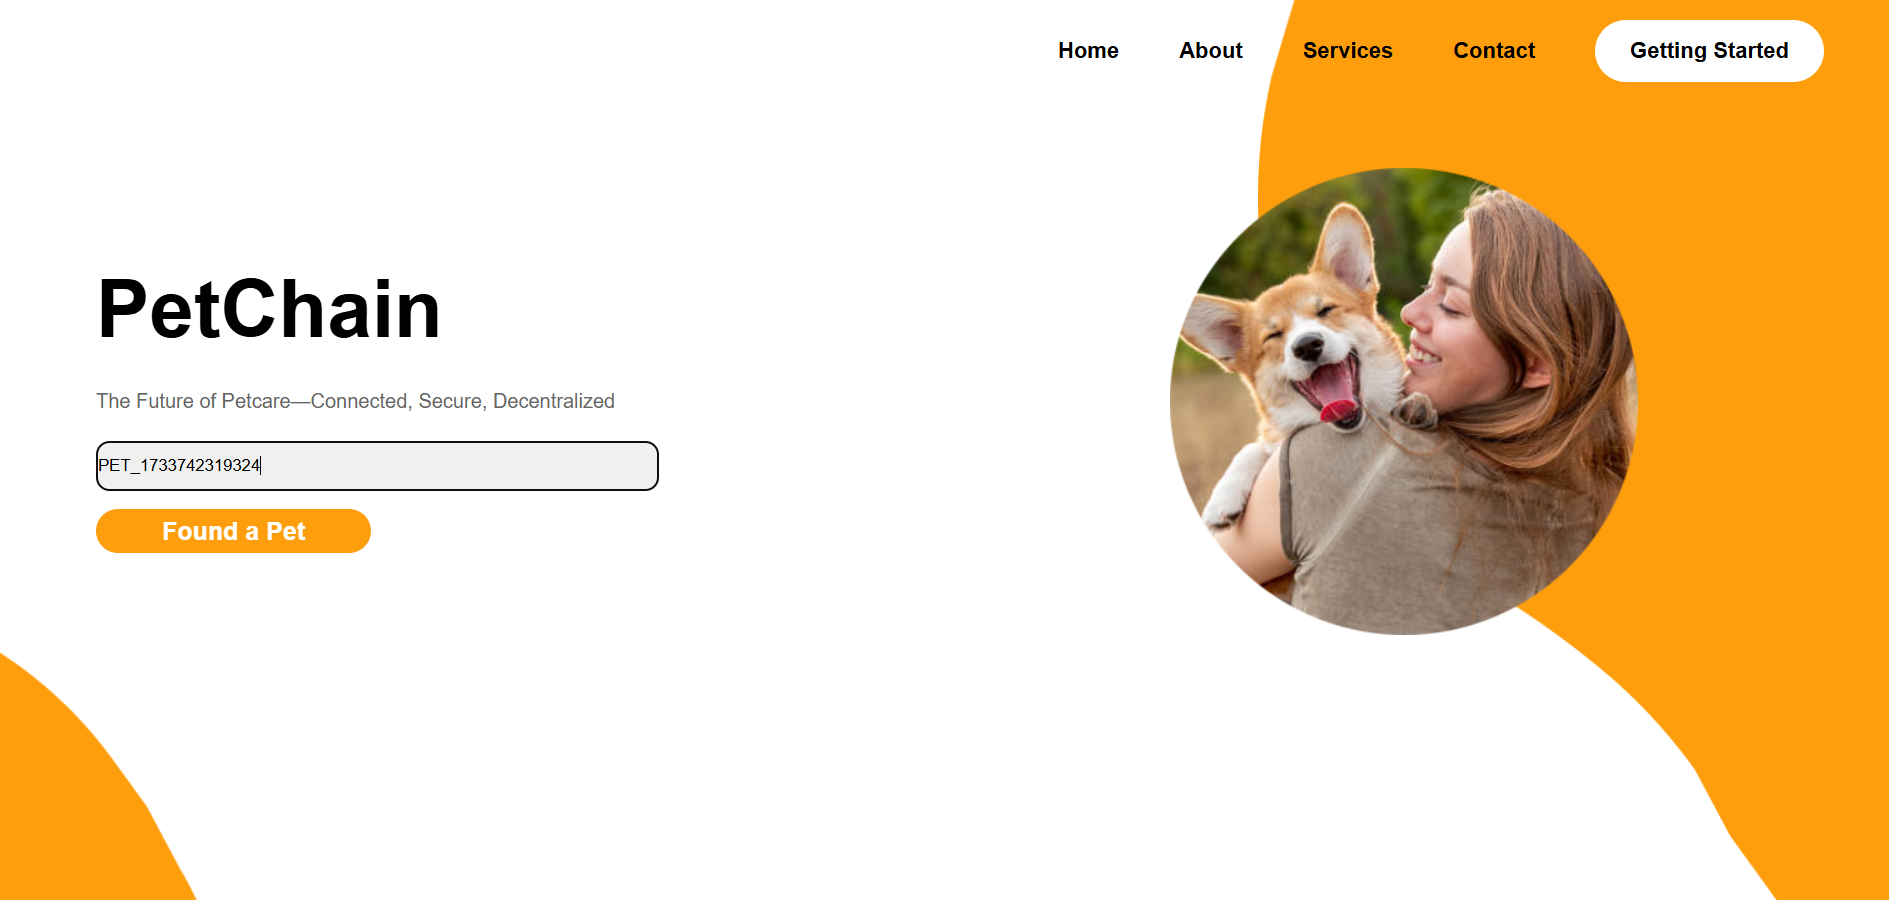 Home About Services Contact Getting Started
PetChain
The Future of Petcare—Connected, Secure, Decentralized
PET_1733742319324
Found a Pet